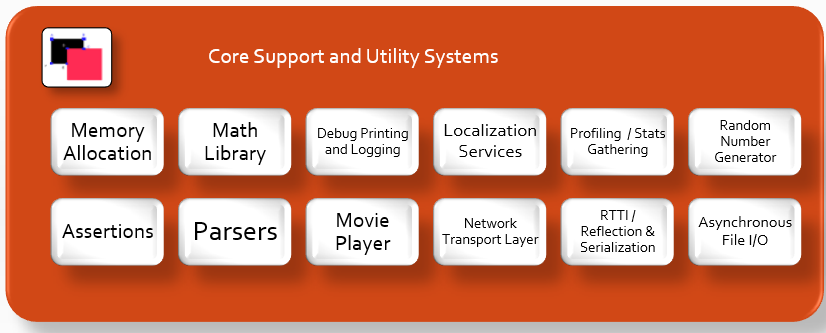 Core Support and Utility Systems
Memory
Allocation
Math
Library
Debug Printing
and Logging
Localization
Services
Profiling / Stats
Gathering
Random
Number
Generator
Assertions
Parsers
Movie
Player
Network
Transport Layer
RTTI /
Reflection &
Serialization
Asynchronous
File I/O